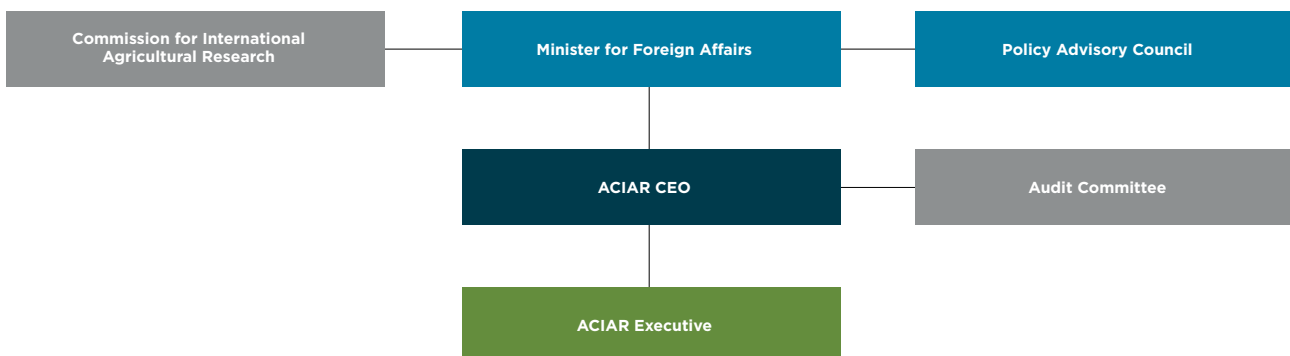 Commission for International
Agricultural Research
Minister for Foreign Affairs
Policy Advisory Council
ACIAR CEO
Audit Committee
ACIAR Executive